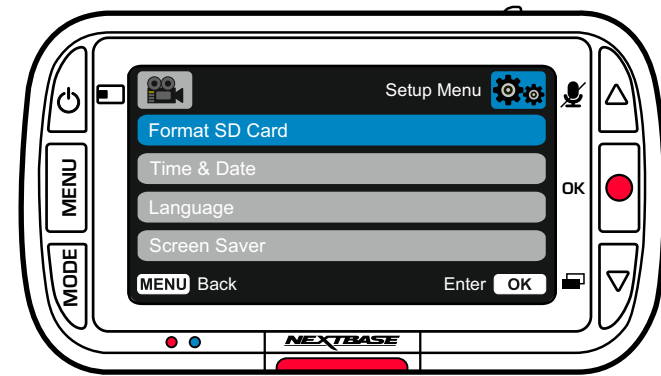 Setup Menu
Format SD Card
Time & Date
Language
Screen Saver
MENU Back
Enter OK
MENU
MODE
OK
NEXTBASE